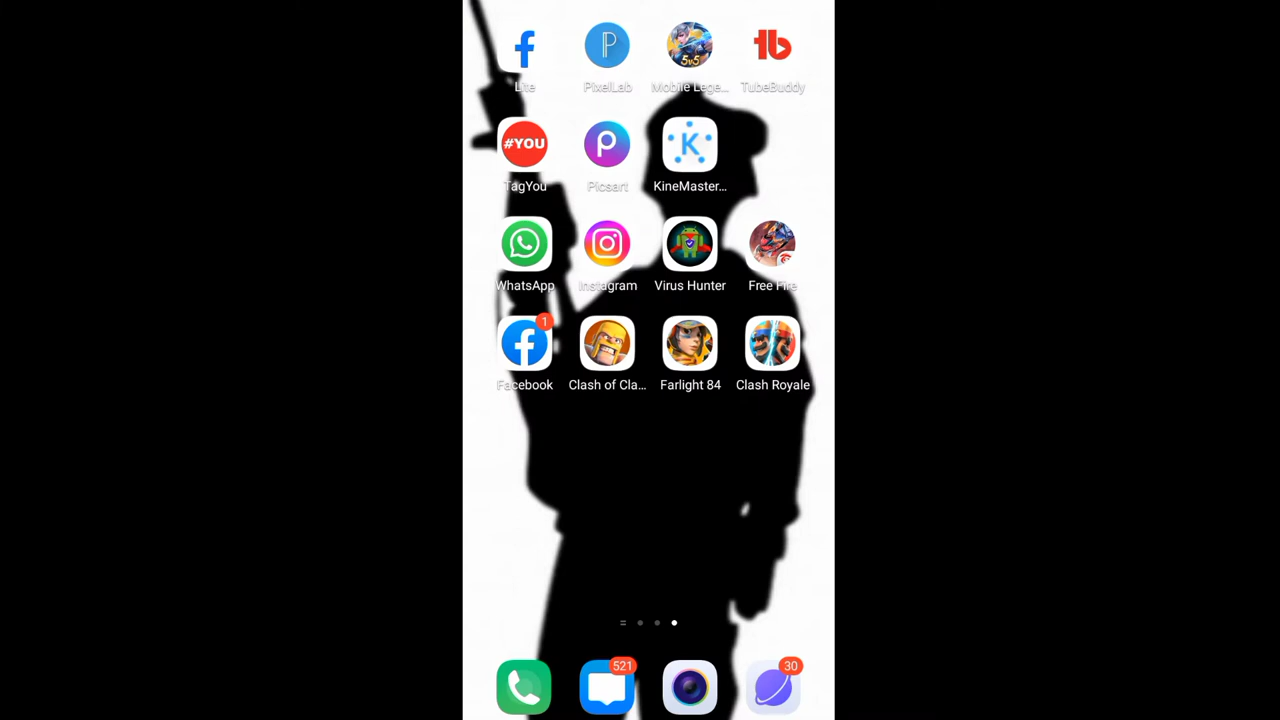 Lite PixelLab Mobile Lege... TubeBuddy
5v5
#YOU
TagYou Picsart KineMaster...
WhatsApp Instagram Virus Hunter Free Fire
1
Facebook Clash of Cla... Farlight 84 Clash Royale
521 30